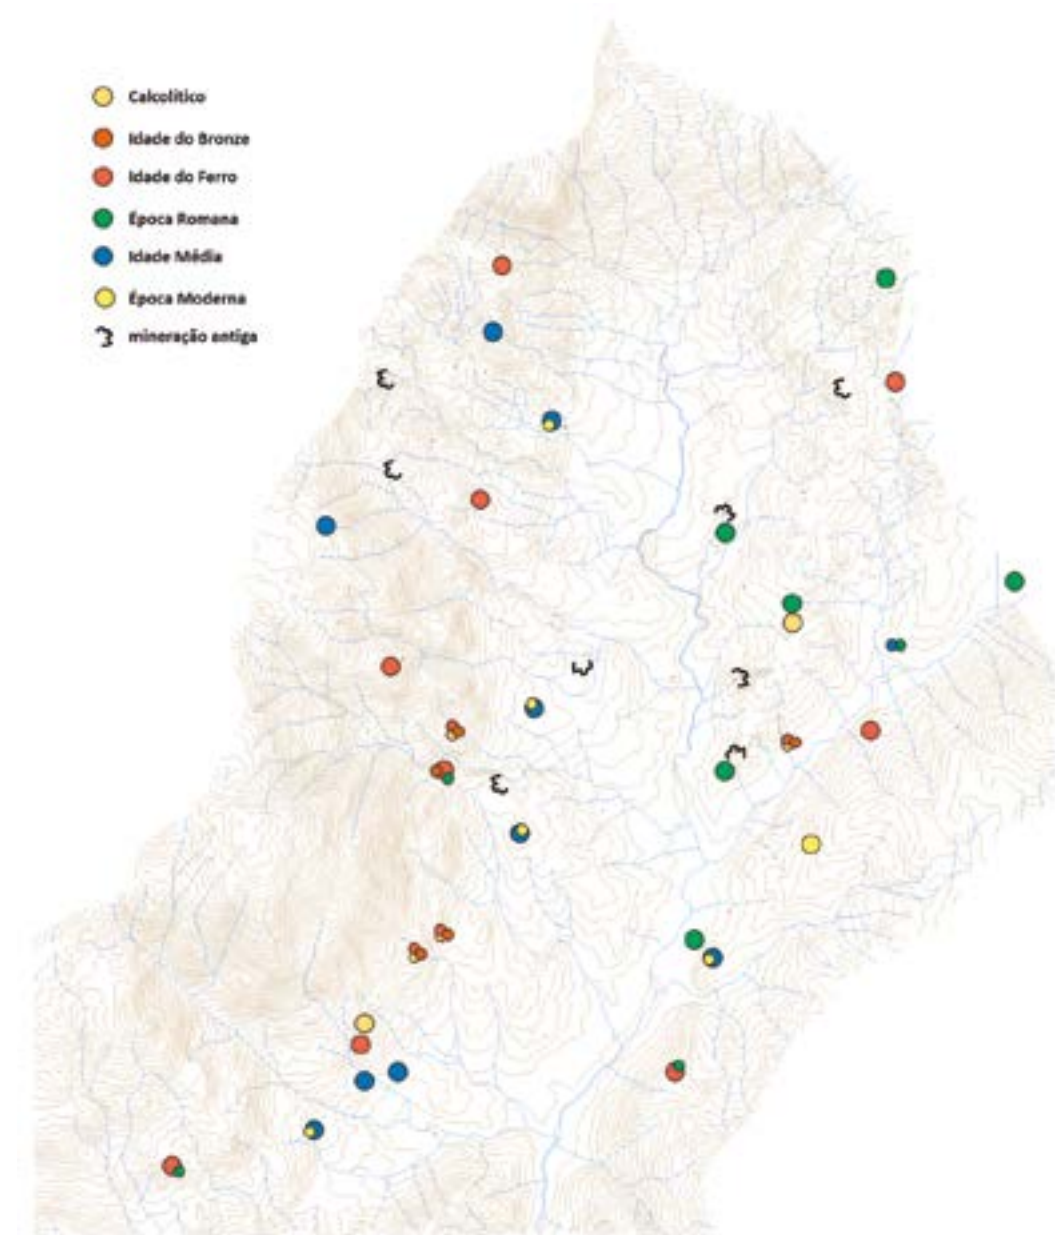 Calcolítico
Idade do Bronze
Idade do Ferro
Época Romana
Idade Média
Época Moderna
mineração antiga